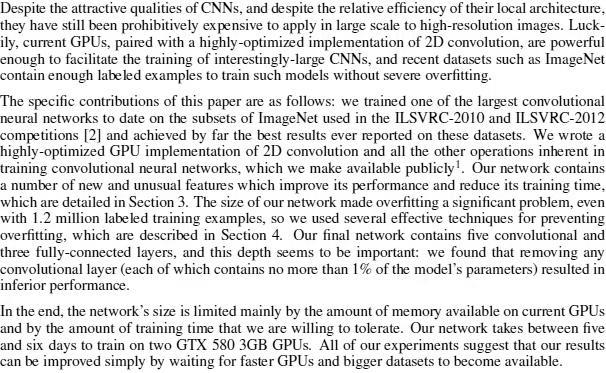 Despite the attractive qualities of CNNs, and despite the relative efficiency of their local architecture,
they have still been prohibitively expensive to apply in large scale to high-resolution images. Luck-
ily, current GPUs, paired with a highly-optimized implementation of 2D convolution, are powerful
enough to facilitate the training of interestingly-large CNNs, and recent datasets such as ImageNet
contain enough labeled examples to train such models without severe overfitting.
The specific contributions of this paper are as follows: we trained one of the largest convolutional
neural networks to date on the subsets of ImageNet used in the ILSVRC-2010 and ILSVRC-2012
competitions [2] and achieved by far the best results ever reported on these datasets. We wrote a
highly-optimized GPU implementation of 2D convolution and all the other operations inherent in
training convolutional neural networks, which we make available publicly¹. Our network contains
a number of new and unusual features which improve its performance and reduce its training time,
which are detailed in Section 3. The size of our network made overfitting a significant problem, even
with 1.2 million labeled training examples, so we used several effective techniques for preventing
overfitting, which are described in Section 4. Our final network contains five convolutional and
three fully-connected layers, and this depth seems to be important: we found that removing any
convolutional layer (each of which contains no more than 1% of the model's parameters) resulted in
inferior performance.
In the end, the network's size is limited mainly by the amount of memory available on current GPUs
and by the amount of training time that we are willing to tolerate. Our network takes between five
and six days to train on two GTX 580 3GB GPUs. All of our experiments suggest that our results
can be improved simply by waiting for faster GPUs and bigger datasets to become available.